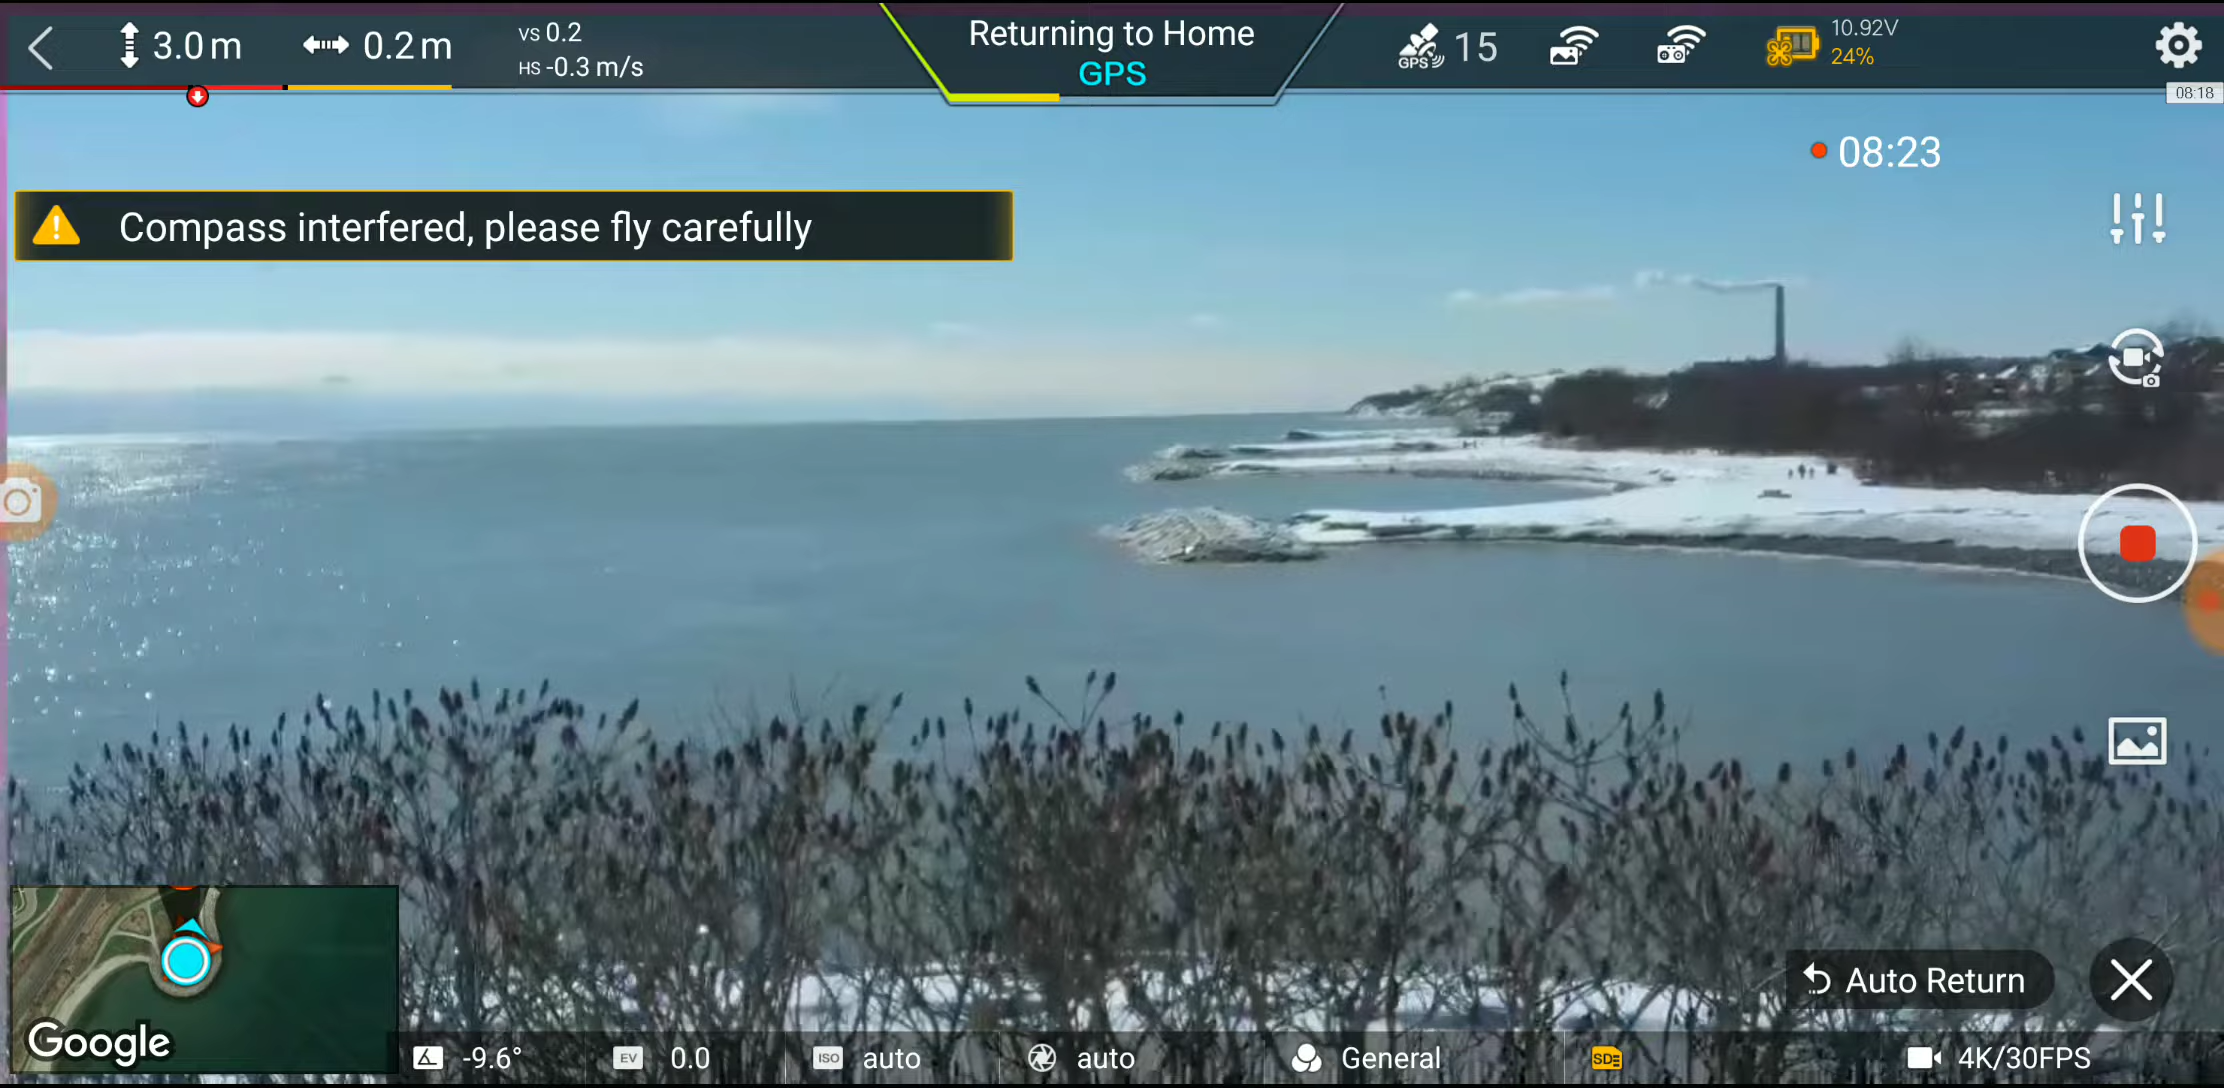 3.0 m
0.2 m
VS 0.2
HS -0.3 m/s
Returning to Home
GPS
GPS
15
10.92V
24%
08:18
08:23
Compass interfered, please fly carefully
Auto Return
Google
-9.6°
EV
0.0
ISO
auto
auto
General
SD
4K/30FPS